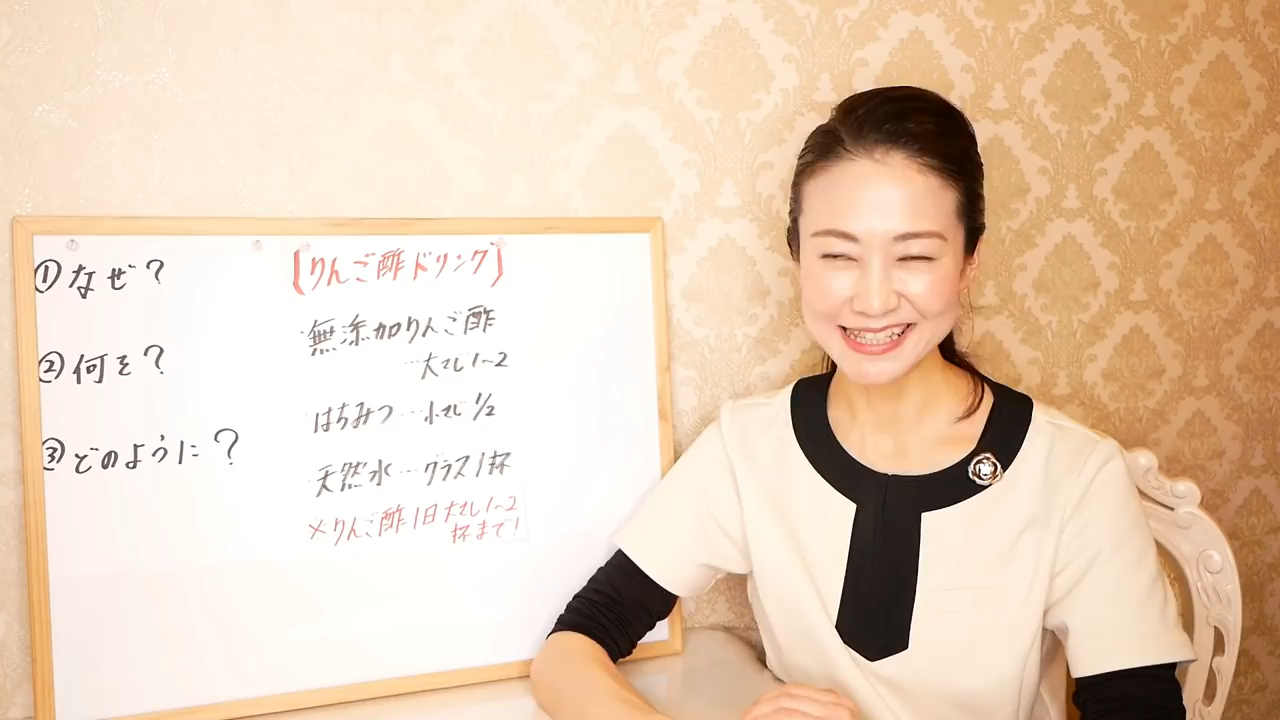 ①なぜ？
②何を？
③どのように？
【りんご酢ドリンク】
・無添加りんご酢
…大さじ1~2
・はちみつ…小さじ1/2
・天然水…グラス1杯
×りんご酢1日大さじ1~2
杯まで！